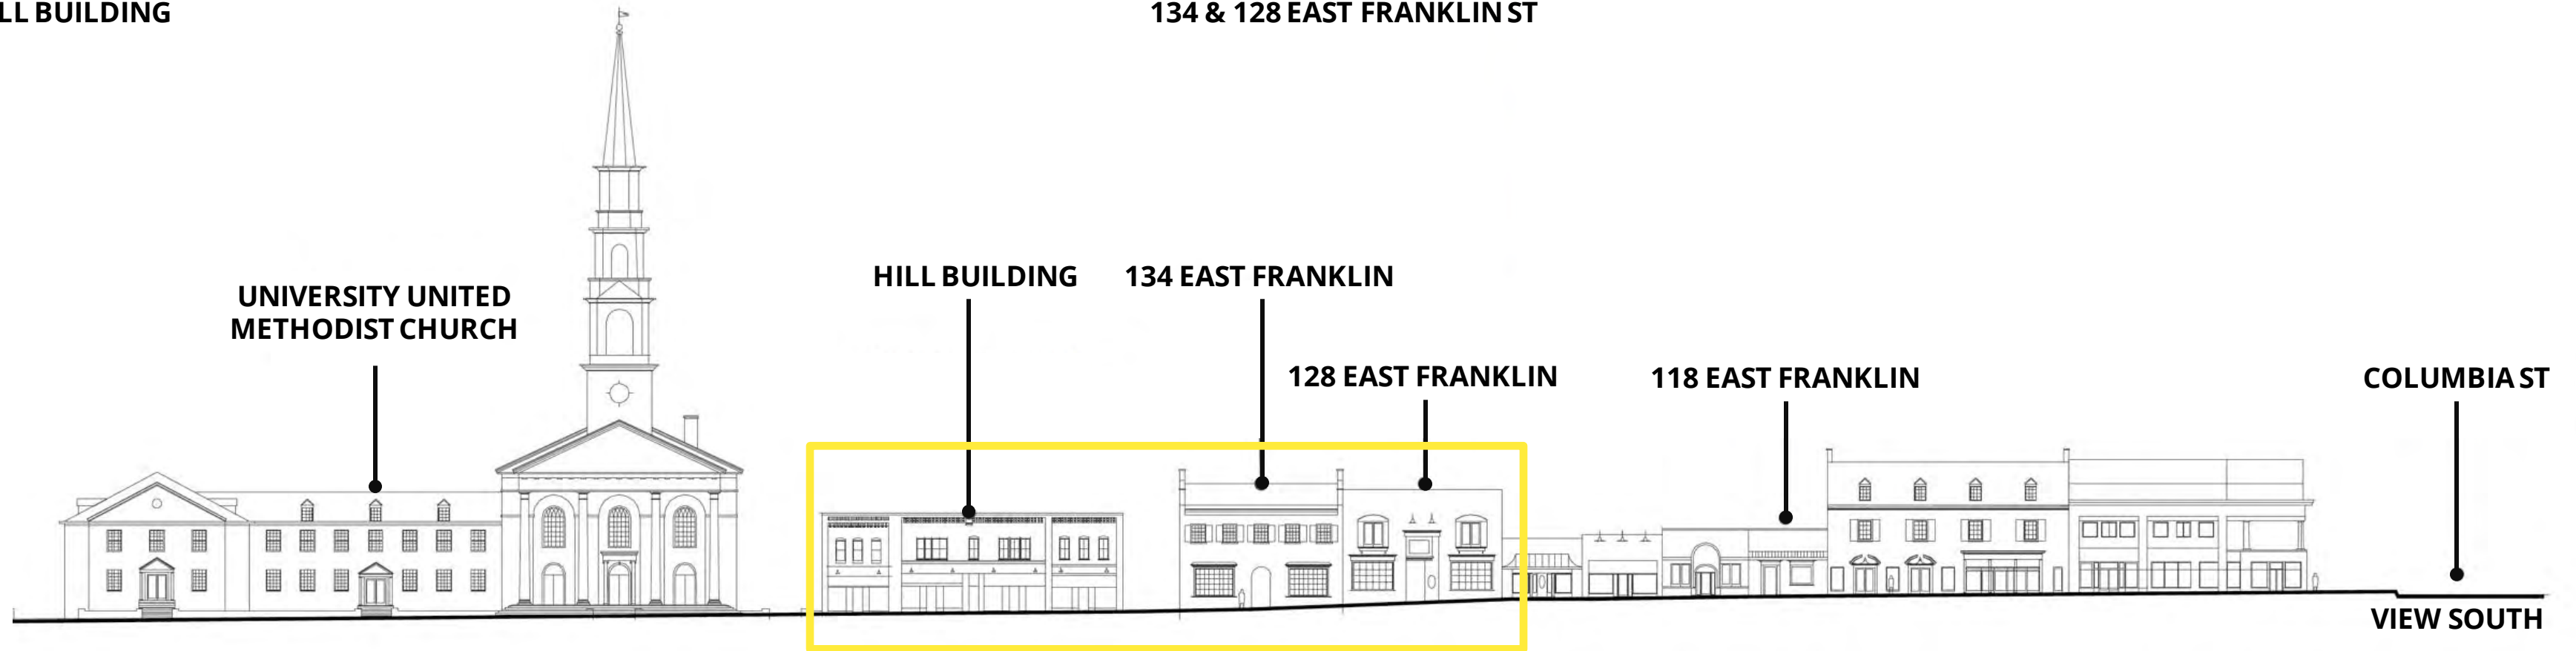 LL BUILDING
134 & 128 EAST FRANKLIN ST
UNIVERSITY UNITED
METHODIST CHURCH
HILL BUILDING
134 EAST FRANKLIN
128 EAST FRANKLIN
118 EAST FRANKLIN
COLUMBIA ST
VIEW SOUTH